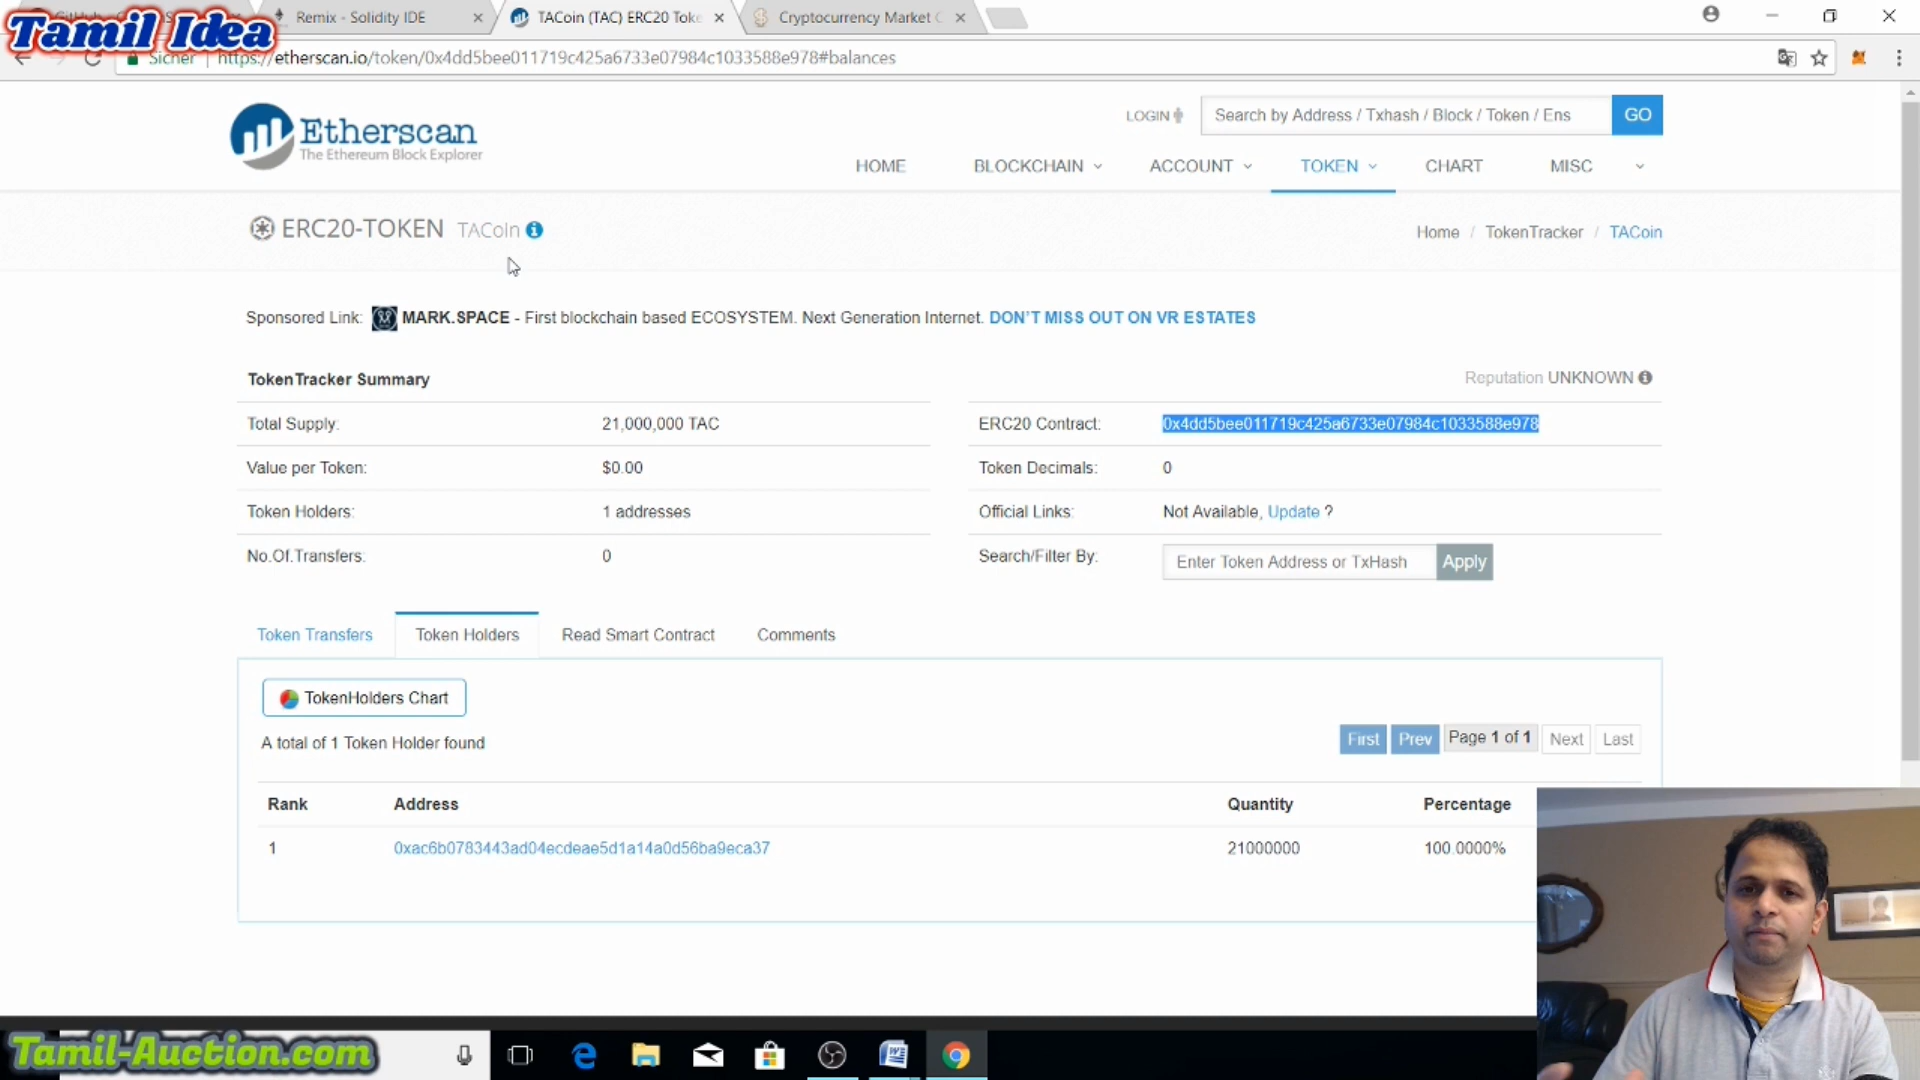 Tamil Idea
Remix - Solidity IDE
TACoin (TAC) ERC20 Toke
Cryptocurrency Market C
Sicher | https://etherscan.io/token/0x4dd5bee011719c425a6733e07984c1033588e978#balances
Etherscan
The Ethereum Block Explorer
LOGIN
Search by Address / Txhash / Block / Token / Ens
GO
HOME
BLOCKCHAIN
ACCOUNT
TOKEN
CHART
MISC
ERC20-TOKEN TACoin
Home / TokenTracker / TACoin
Sponsored Link: MARK.SPACE - First blockchain based ECOSYSTEM. Next Generation Internet. DON'T MISS OUT ON VR ESTATES
TokenTracker Summary
Reputation UNKNOWN
Total Supply: 21,000,000 TAC
ERC20 Contract: 0x4dd5bee011719c425a6733e07984c1033588e978
Value per Token: $0.00
Token Decimals: 0
Token Holders: 1 addresses
Official Links: Not Available, Update ?
No.Of.Transfers: 0
Search/Filter By: Enter Token Address or TxHash Apply
Token Transfers
Token Holders
Read Smart Contract
Comments
TokenHolders Chart
A total of 1 Token Holder found
First Prev Page 1 of 1 Next Last
Rank Address Quantity Percentage
1 0xac6b0783443ad04ecdeae5d1a14a0d56ba9eca37 21000000 100.0000%
Tamil-Auction.com